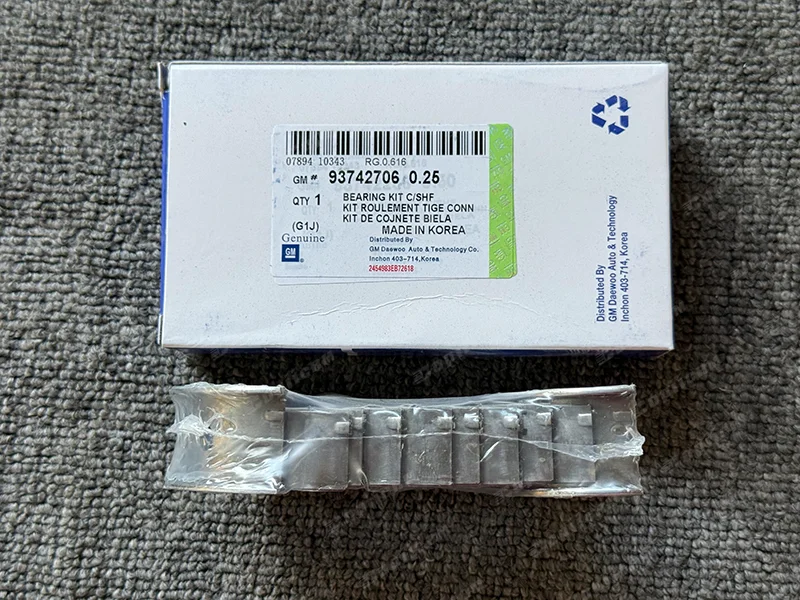 07894 10343 RG.0.616
GM # 93742706 0.25
QTY 1
BEARING KIT C/SHF
KIT ROULEMENT TIGE CONN
KIT DE COJNETE BIELA
(G1J) MADE IN KOREA
Genuine
GM
Distributed By
GM Daewoo Auto & Technology Co.
Inchon 403-714,Korea
2454983EB72618
Distributed By
GM Daewoo Auto & Technology
Inchon 403-714, Korea